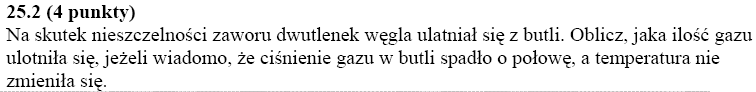 25.2 (4 punkty)
Na skutek nieszczelności zaworu dwutlenek węgla ulatniał się z butli. Oblicz, jaka ilość gazu
ulotniła się, jeżeli wiadomo, że ciśnienie gazu w butli spadło o połowę, a temperatura nie
zmieniła się.